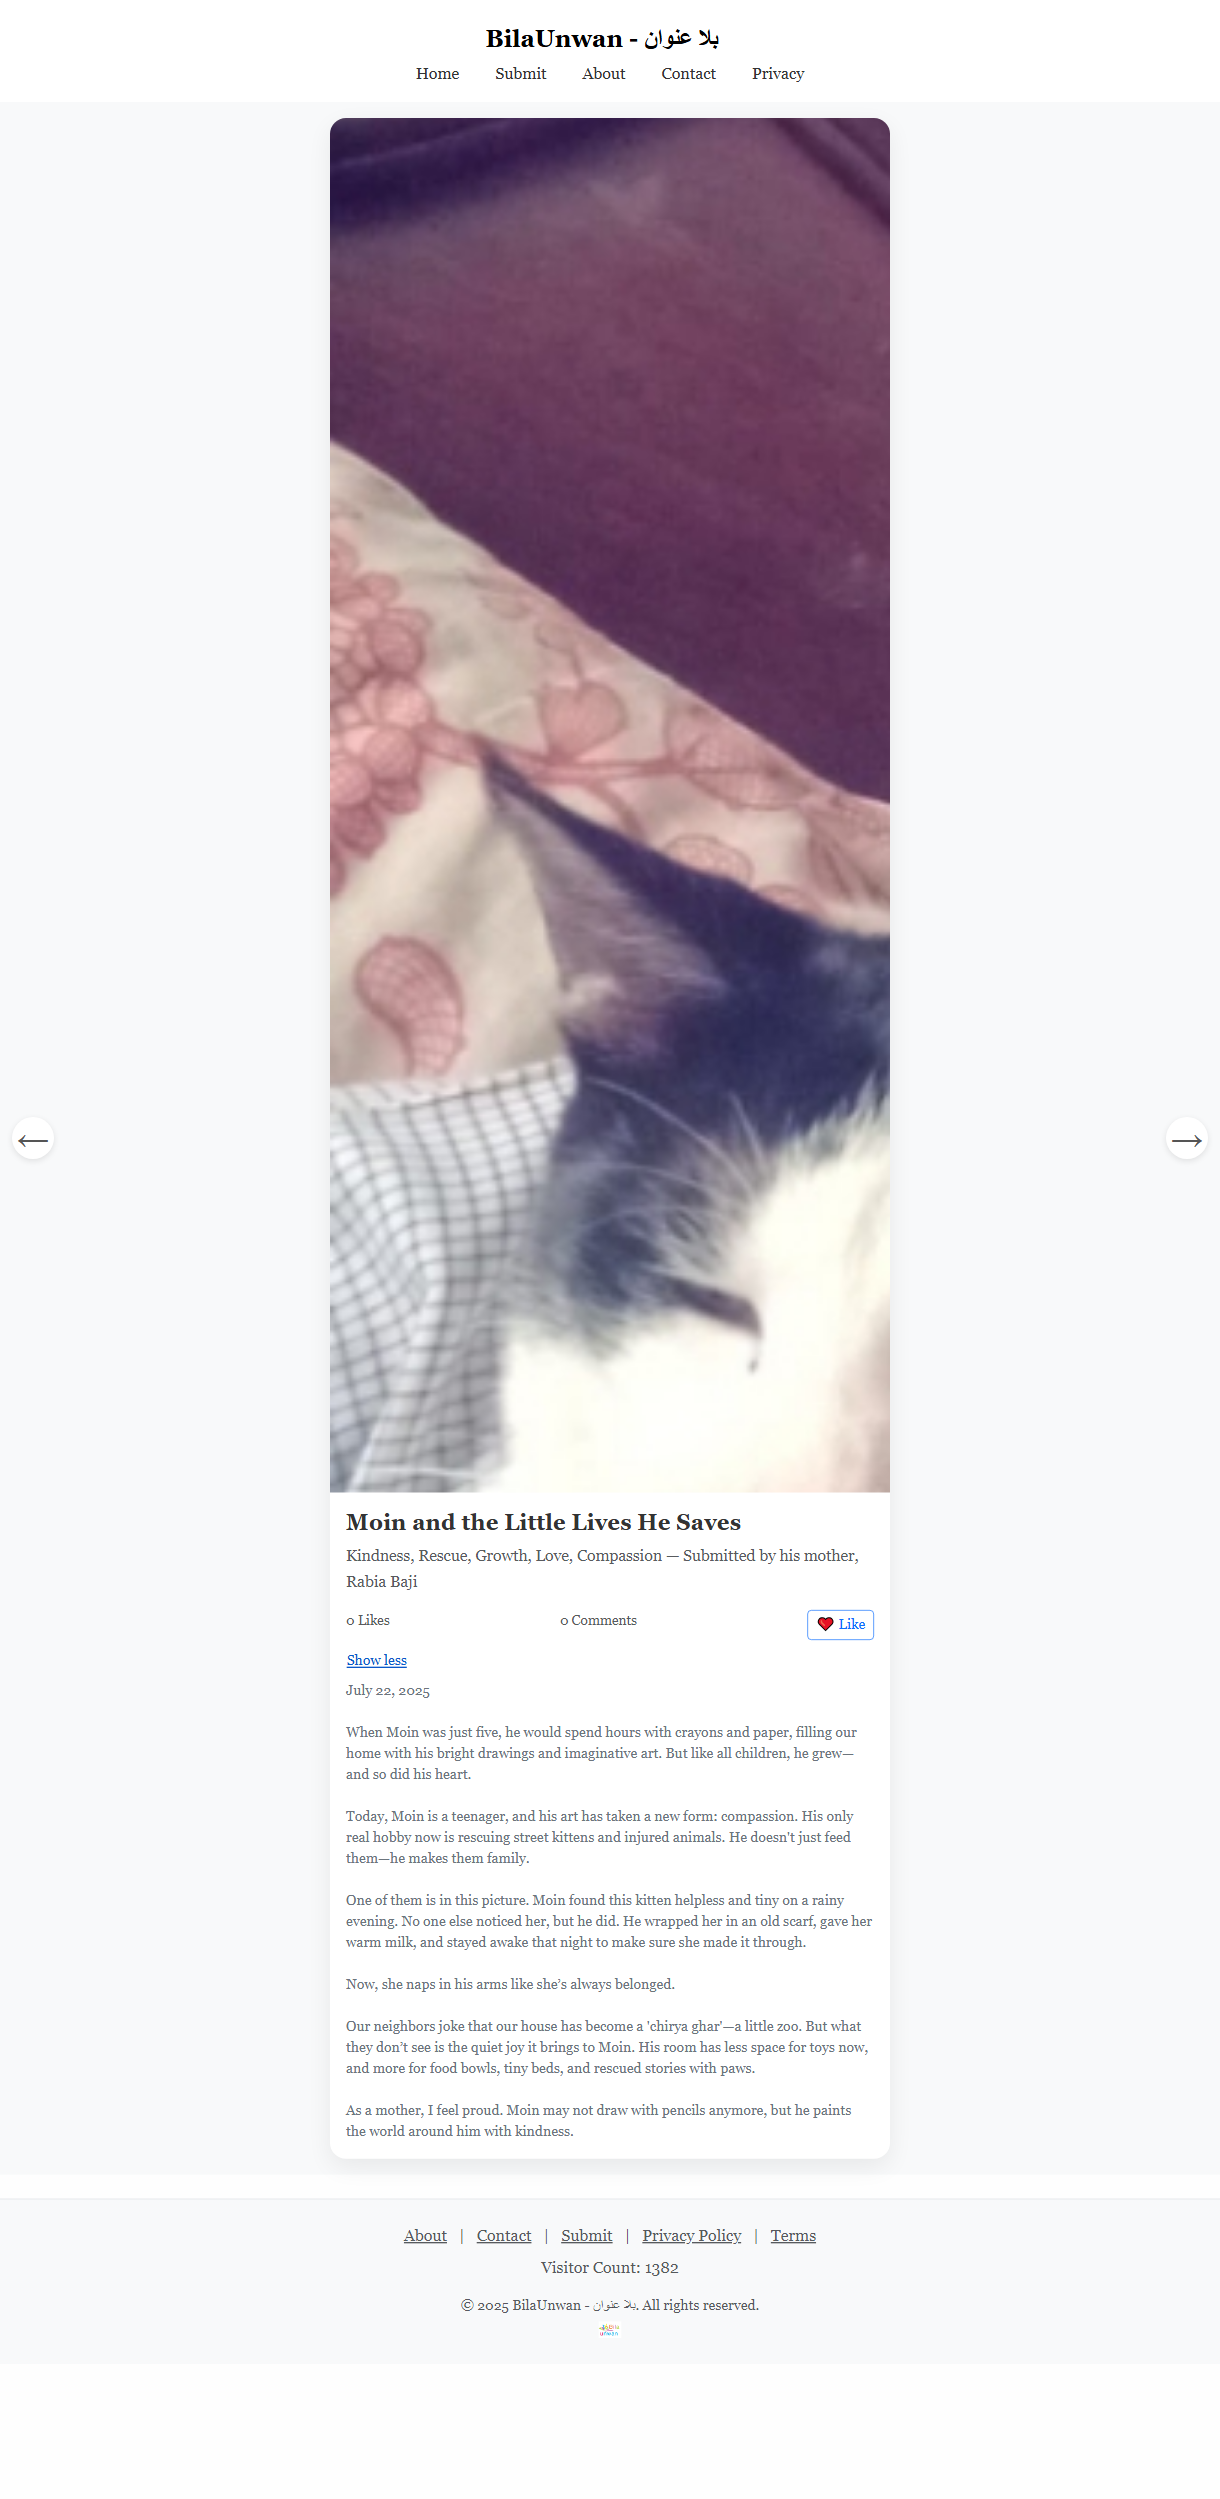 BilaUnwan - بلا عنوان
Home Submit About Contact Privacy
Moin and the Little Lives He Saves
Kindness, Rescue, Growth, Love, Compassion — Submitted by his mother,
Rabia Baji
0 Likes 0 Comments ❤️ Like
Show less
July 22, 2025
When Moin was just five, he would spend hours with crayons and paper, filling our
home with his bright drawings and imaginative art. But like all children, he grew—
and so did his heart.
Today, Moin is a teenager, and his art has taken a new form: compassion. His only
real hobby now is rescuing street kittens and injured animals. He doesn't just feed
them—he makes them family.
One of them is in this picture. Moin found this kitten helpless and tiny on a rainy
evening. No one else noticed her, but he did. He wrapped her in an old scarf, gave her
warm milk, and stayed awake that night to make sure she made it through.
Now, she naps in his arms like she’s always belonged.
Our neighbors joke that our house has become a 'chirya ghar'—a little zoo. But what
they don’t see is the quiet joy it brings to Moin. His room has less space for toys now,
and more for food bowls, tiny beds, and rescued stories with paws.
As a mother, I feel proud. Moin may not draw with pencils anymore, but he paints
the world around him with kindness.
About | Contact | Submit | Privacy Policy | Terms
Visitor Count: 1382
© 2025 BilaUnwan - بلا عنوان. All rights reserved.